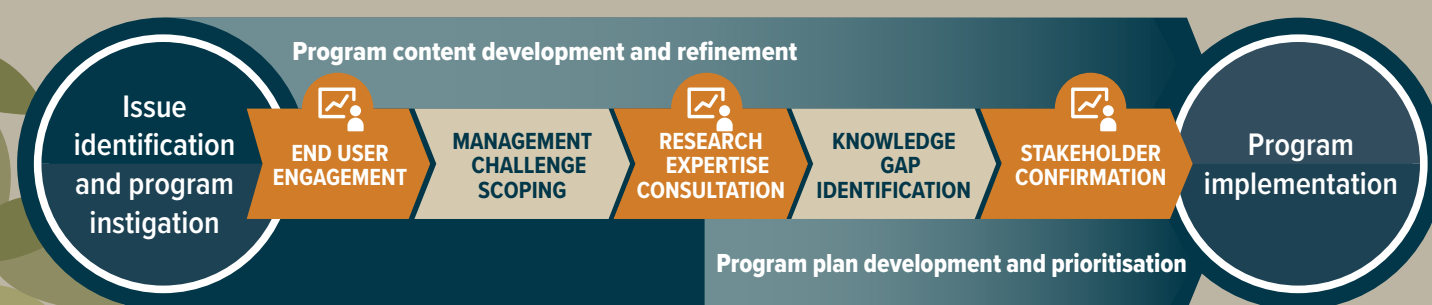 Program content development and refinement
Issue
identification
and program
instigation
END USER
ENGAGEMENT
MANAGEMENT
CHALLENGE
SCOPING
RESEARCH
EXPERTISE
CONSULTATION
KNOWLEDGE
GAP
IDENTIFICATION
STAKEHOLDER
CONFIRMATION
Program
implementation
Program plan development and prioritisation